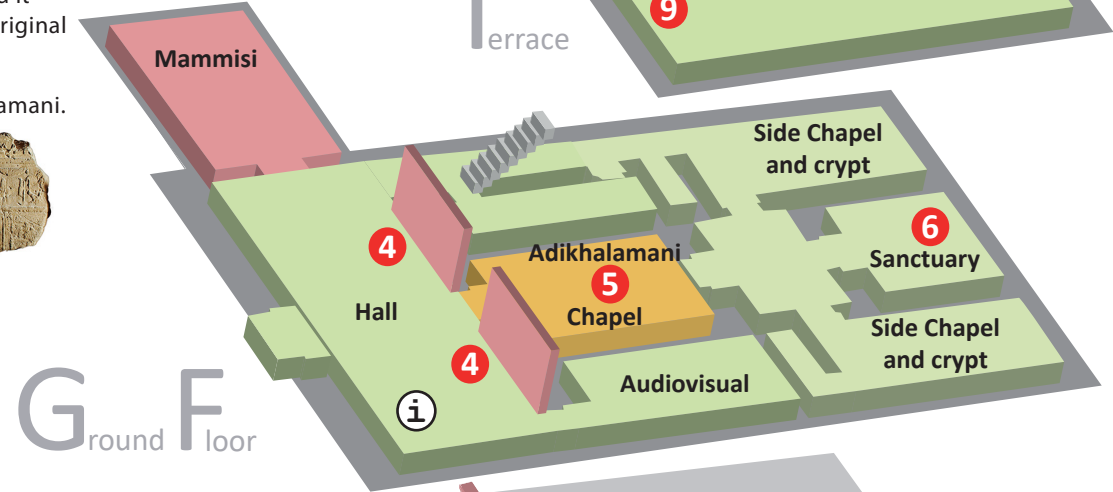 riginal
amani.
Terrace
9
Mammisi
Side Chapel
and crypt
4
Adikhalamani
5
Chapel
6
Sanctuary
Hall
4
Side Chapel
and crypt
Audiovisual
i
Ground Floor